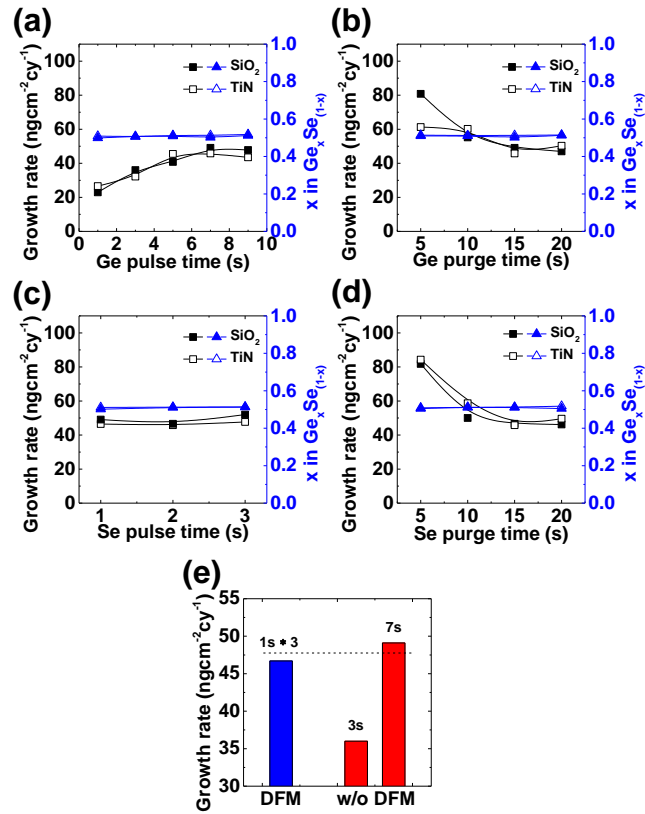 (a)
Growth rate (ngcm⁻²cy⁻¹)
100
80
60
40
20
0
0 2 4 6 8 10
Ge pulse time (s)
SiO₂
TiN
1.0
0.8
0.6
0.4
0.2
0.0
x in GeₓSe₍₁₋ₓ₎
(b)
Growth rate (ngcm⁻²cy⁻¹)
100
80
60
40
20
0
5 10 15 20
Ge purge time (s)
SiO₂
TiN
1.0
0.8
0.6
0.4
0.2
0.0
x in GeₓSe₍₁₋ₓ₎
(c)
Growth rate (ngcm⁻²cy⁻¹)
100
80
60
40
20
0
1 2 3
Se pulse time (s)
SiO₂
TiN
1.0
0.8
0.6
0.4
0.2
0.0
x in GeₓSe₍₁₋ₓ₎
(d)
Growth rate (ngcm⁻²cy⁻¹)
100
80
60
40
20
0
5 10 15 20
Se purge time (s)
SiO₂
TiN
1.0
0.8
0.6
0.4
0.2
0.0
x in GeₓSe₍₁₋ₓ₎
(e)
Growth rate (ngcm⁻²cy⁻¹)
55
50
45
40
35
30
1s * 3
3s
7s
DFM w/o DFM